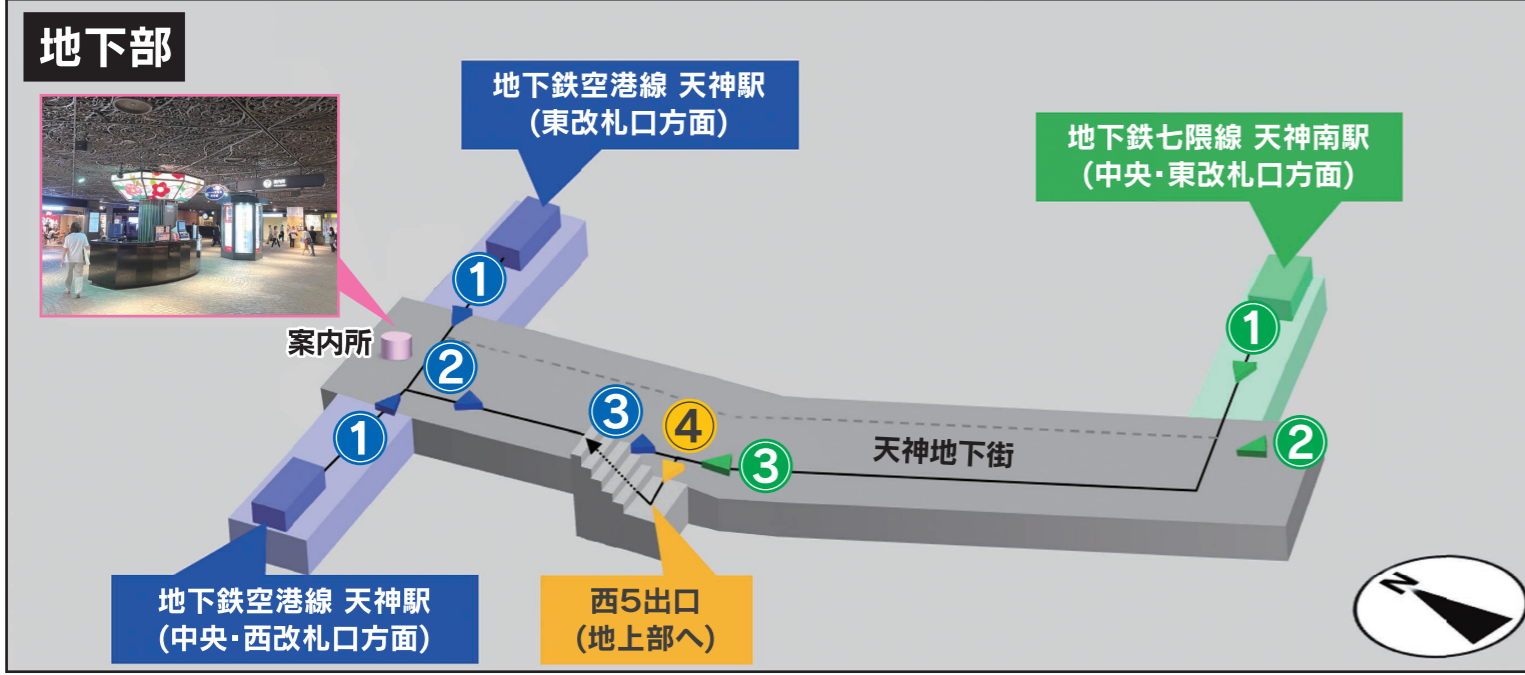 地下部
地下鉄空港線 天神駅
(東改札口方面)
地下鉄七隈線 天神南駅
(中央・東改札口方面)
案内所
1
2
1
3
4
3
天神地下街
1
2
地下鉄空港線 天神駅
(中央・西改札口方面)
西5出口
(地上部へ)
N